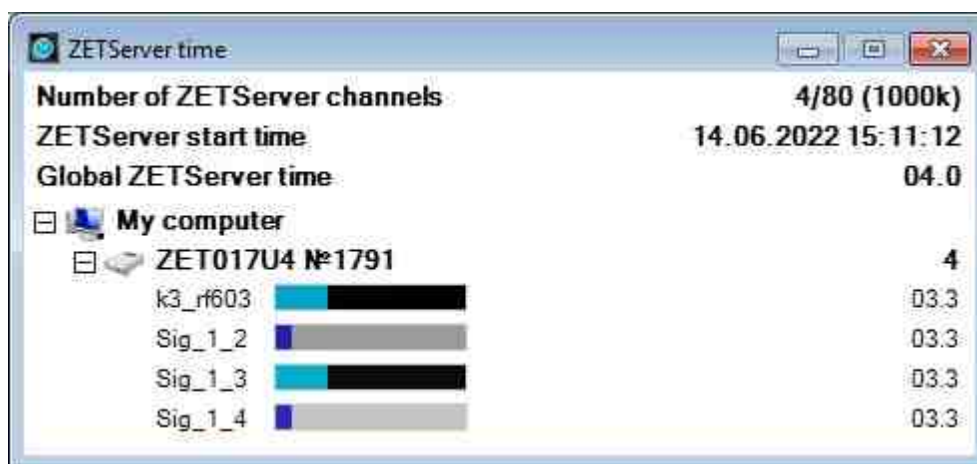 ZETServer time
Number of ZETServer channels 4/80 (1000k)
ZETServer start time 14.06.2022 15:11:12
Global ZETServer time 04.0
My computer
ZET017U4 №1791 4
k3_rf603 03.3
Sig_1_2 03.3
Sig_1_3 03.3
Sig_1_4 03.3